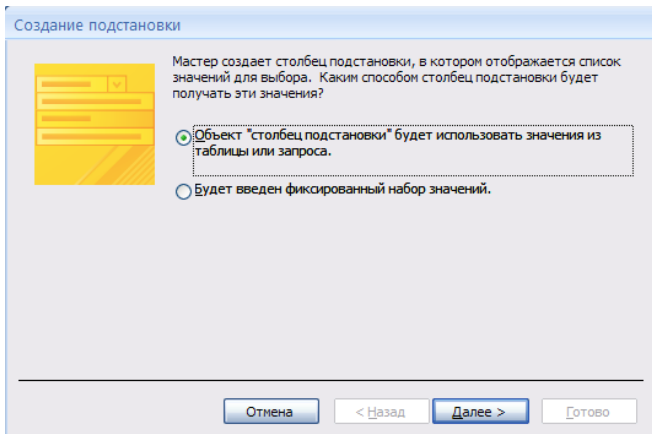 Создание подстановки
Мастер создает столбец подстановки, в котором отображается список
значений для выбора. Каким способом столбец подстановки будет
получать эти значения?
Объект "столбец подстановки" будет использовать значения из
таблицы или запроса.
Будет введен фиксированный набор значений.
Отмена
< Назад
Далее >
Готово